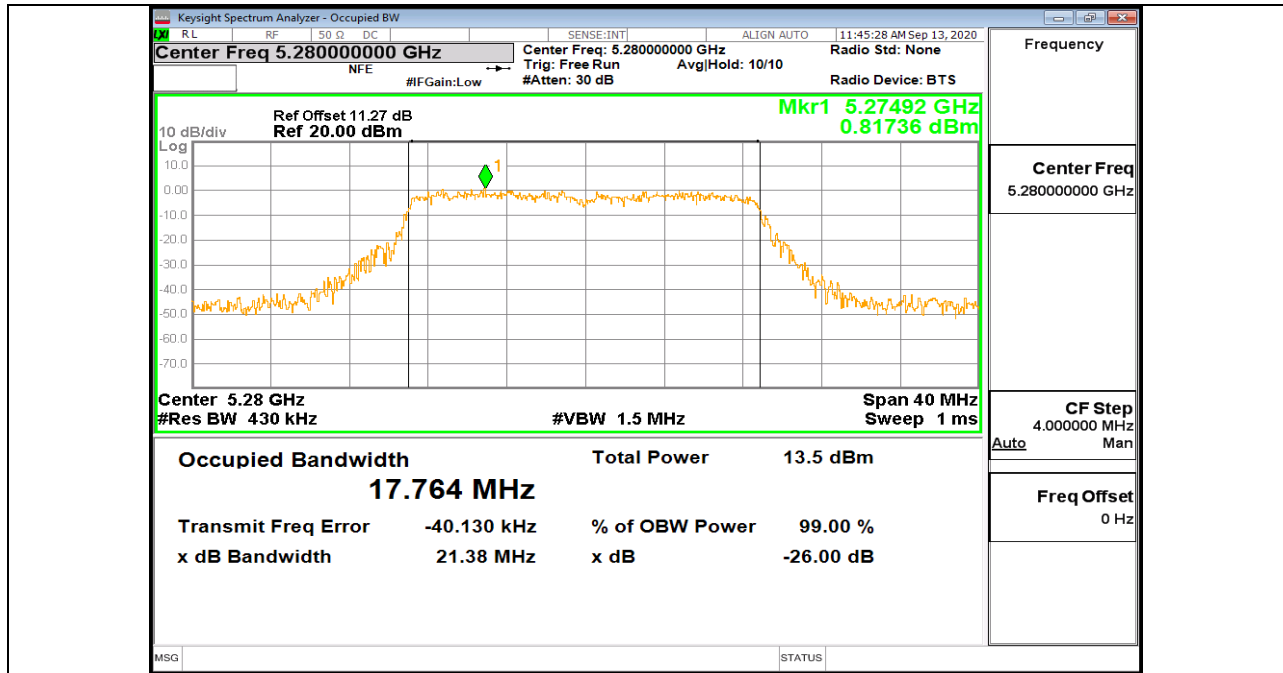 Keysight Spectrum Analyzer - Occupied BW
LXI RL RF 50 Ω DC SENSE:INT ALIGN AUTO 11:45:28 AM Sep 13, 2020
Center Freq 5.280000000 GHz Center Freq: 5.280000000 GHz Radio Std: None
NFE Trig: Free Run Avg|Hold: 10/10
#IFGain:Low #Atten: 30 dB Radio Device: BTS
Mkr1 5.27492 GHz
0.81736 dBm
Ref Offset 11.27 dB
10 dB/div Ref 20.00 dBm
Log
10.0
1
0.00
-10.0
-20.0
-30.0
-40.0
-50.0
-60.0
-70.0
Center 5.28 GHz Span 40 MHz
#Res BW 430 kHz #VBW 1.5 MHz Sweep 1 ms
Occupied Bandwidth Total Power 13.5 dBm
17.764 MHz
Transmit Freq Error -40.130 kHz % of OBW Power 99.00 %
x dB Bandwidth 21.38 MHz x dB -26.00 dB
MSG STATUS
Frequency
Center Freq
5.280000000 GHz
CF Step
4.000000 MHz
Auto Man
Freq Offset
0 Hz